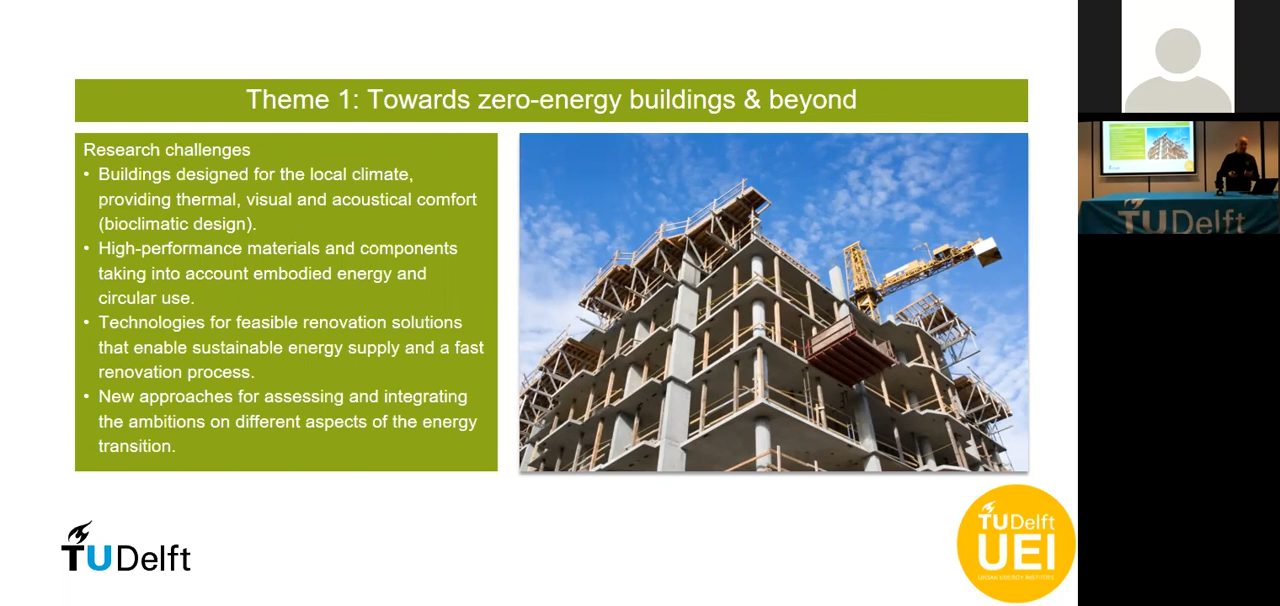 Theme 1: Towards zero-energy buildings & beyond
Research challenges
• Buildings designed for the local climate,
providing thermal, visual and acoustical comfort
(bioclimatic design).
• High-performance materials and components
taking into account embodied energy and
circular use.
• Technologies for feasible renovation solutions
that enable sustainable energy supply and a fast
renovation process.
• New approaches for assessing and integrating
the ambitions on different aspects of the energy
transition.
TUDelft
TUDelft
UEI
URBAN ENERGY INSTITUTE
TUDelft